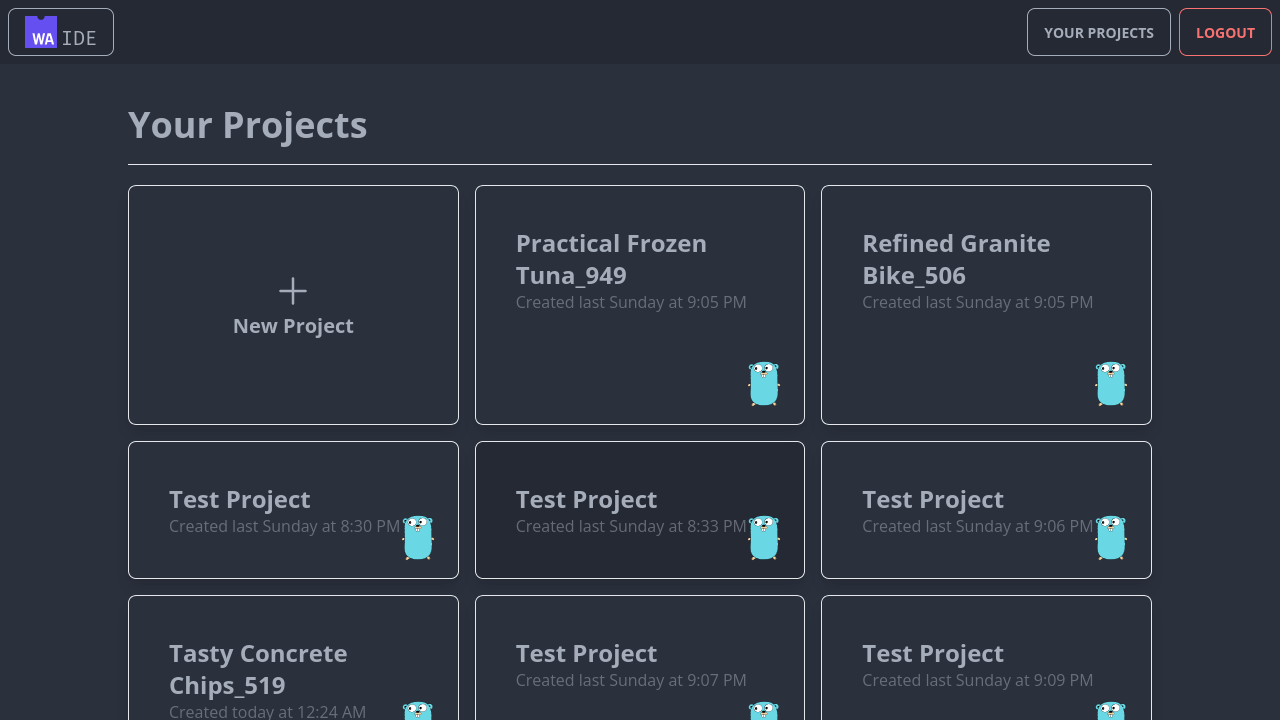 WA IDE
YOUR PROJECTS
LOGOUT
Your Projects
New Project
Practical Frozen
Tuna_949
Created last Sunday at 9:05 PM
Refined Granite
Bike_506
Created last Sunday at 9:05 PM
Test Project
Created last Sunday at 8:30 PM
Test Project
Created last Sunday at 8:33 PM
Test Project
Created last Sunday at 9:06 PM
Tasty Concrete
Chips_519
Created today at 12:24 AM
Test Project
Created last Sunday at 9:07 PM
Test Project
Created last Sunday at 9:09 PM